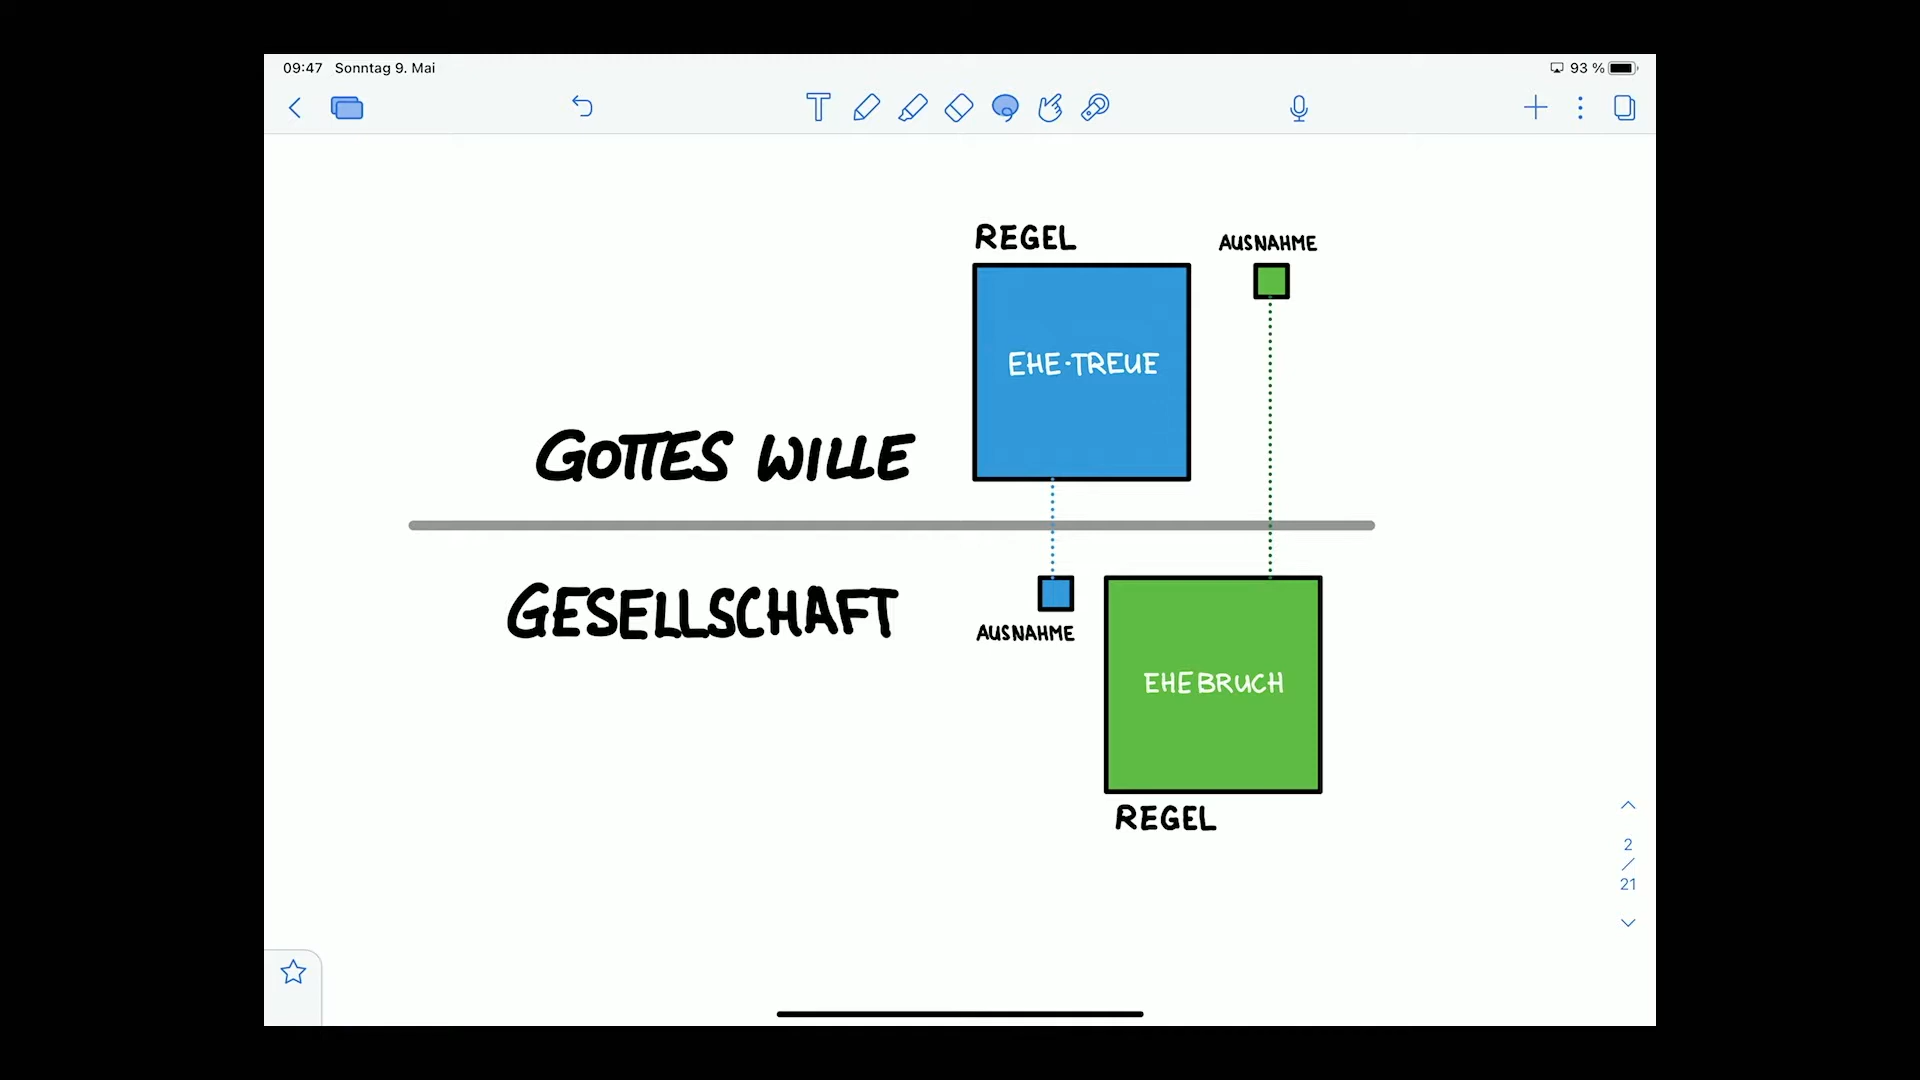 09:47 Sonntag 9. Mai
93 %
REGEL
AUSNAHME
EHE-TREUE
GOTTES WILLE
GESELLSCHAFT
AUSNAHME
EHEBRUCH
REGEL
2
/
21